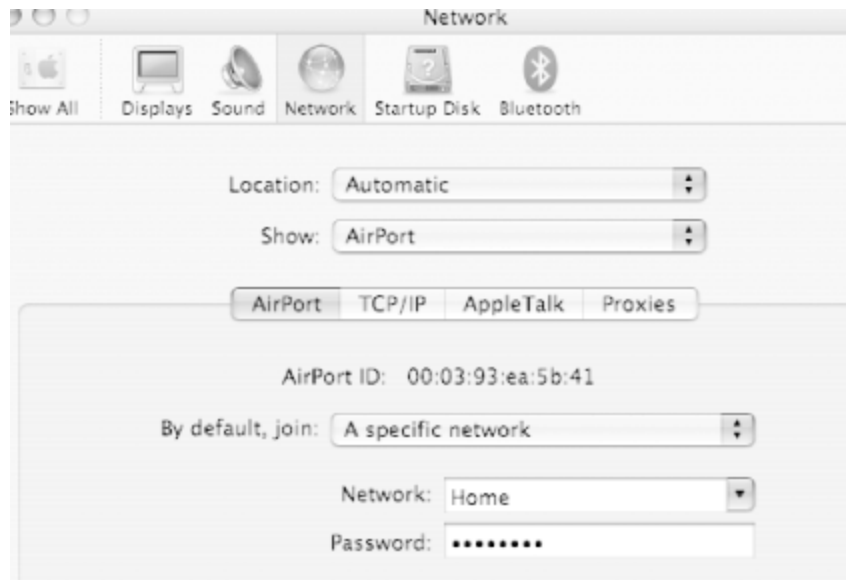 Network
Show All Displays Sound Network Startup Disk Bluetooth
Location: Automatic
Show: AirPort
AirPort TCP/IP AppleTalk Proxies
AirPort ID: 00:03:93:ea:5b:41
By default, join: A specific network
Network: Home
Password: ••••••••